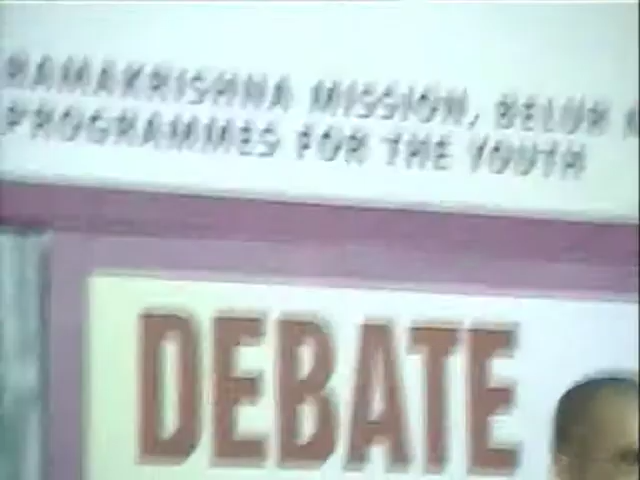 RAMAKRISHNA MISSION, BELUR
PROGRAMMES FOR THE YOUTH
DEBATE